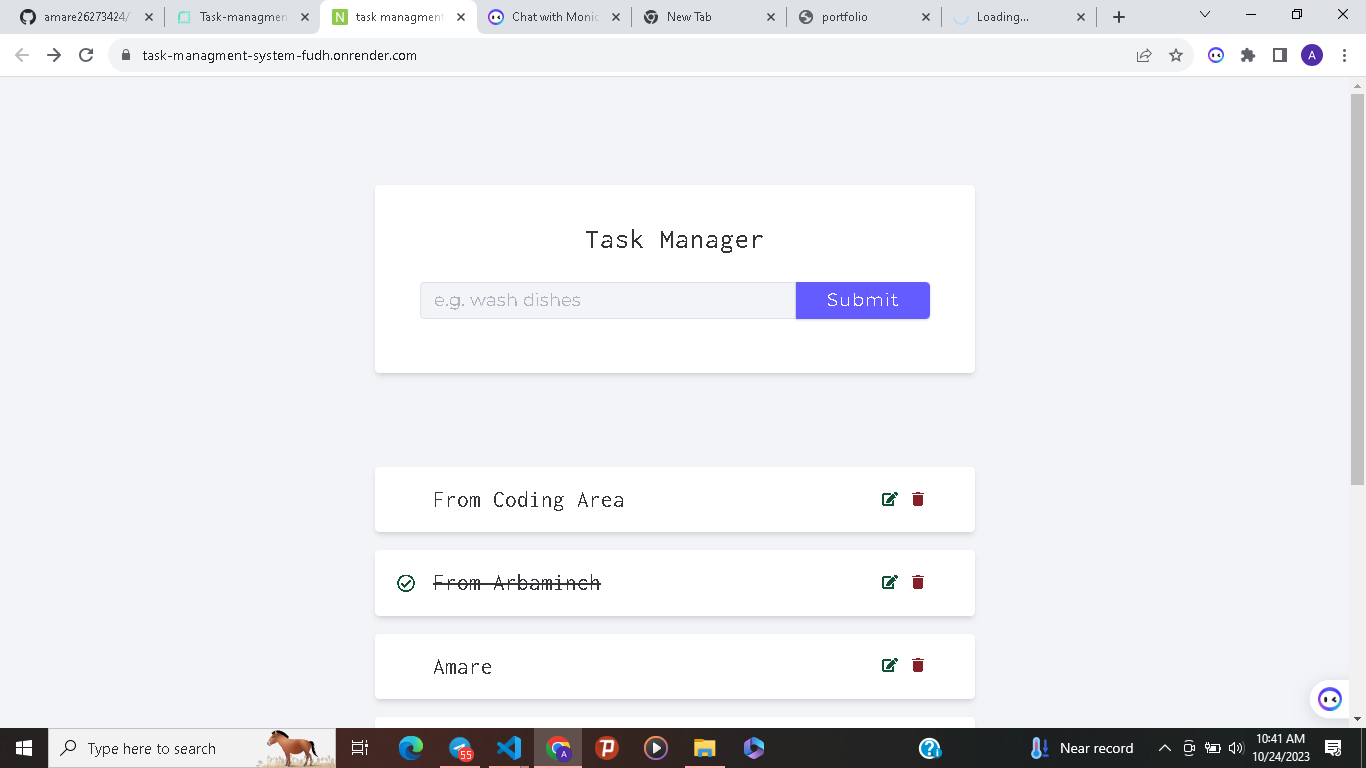 amare26273424/
Task-managmen
task managment
Chat with Monic
New Tab
portfolio
Loading...
task-managment-system-fudh.onrender.com
A
Task Manager
e.g. wash dishes
Submit
From Coding Area
From Arbaminch
Amare
Type here to search
55
A
Near record
10:41 AM
10/24/2023